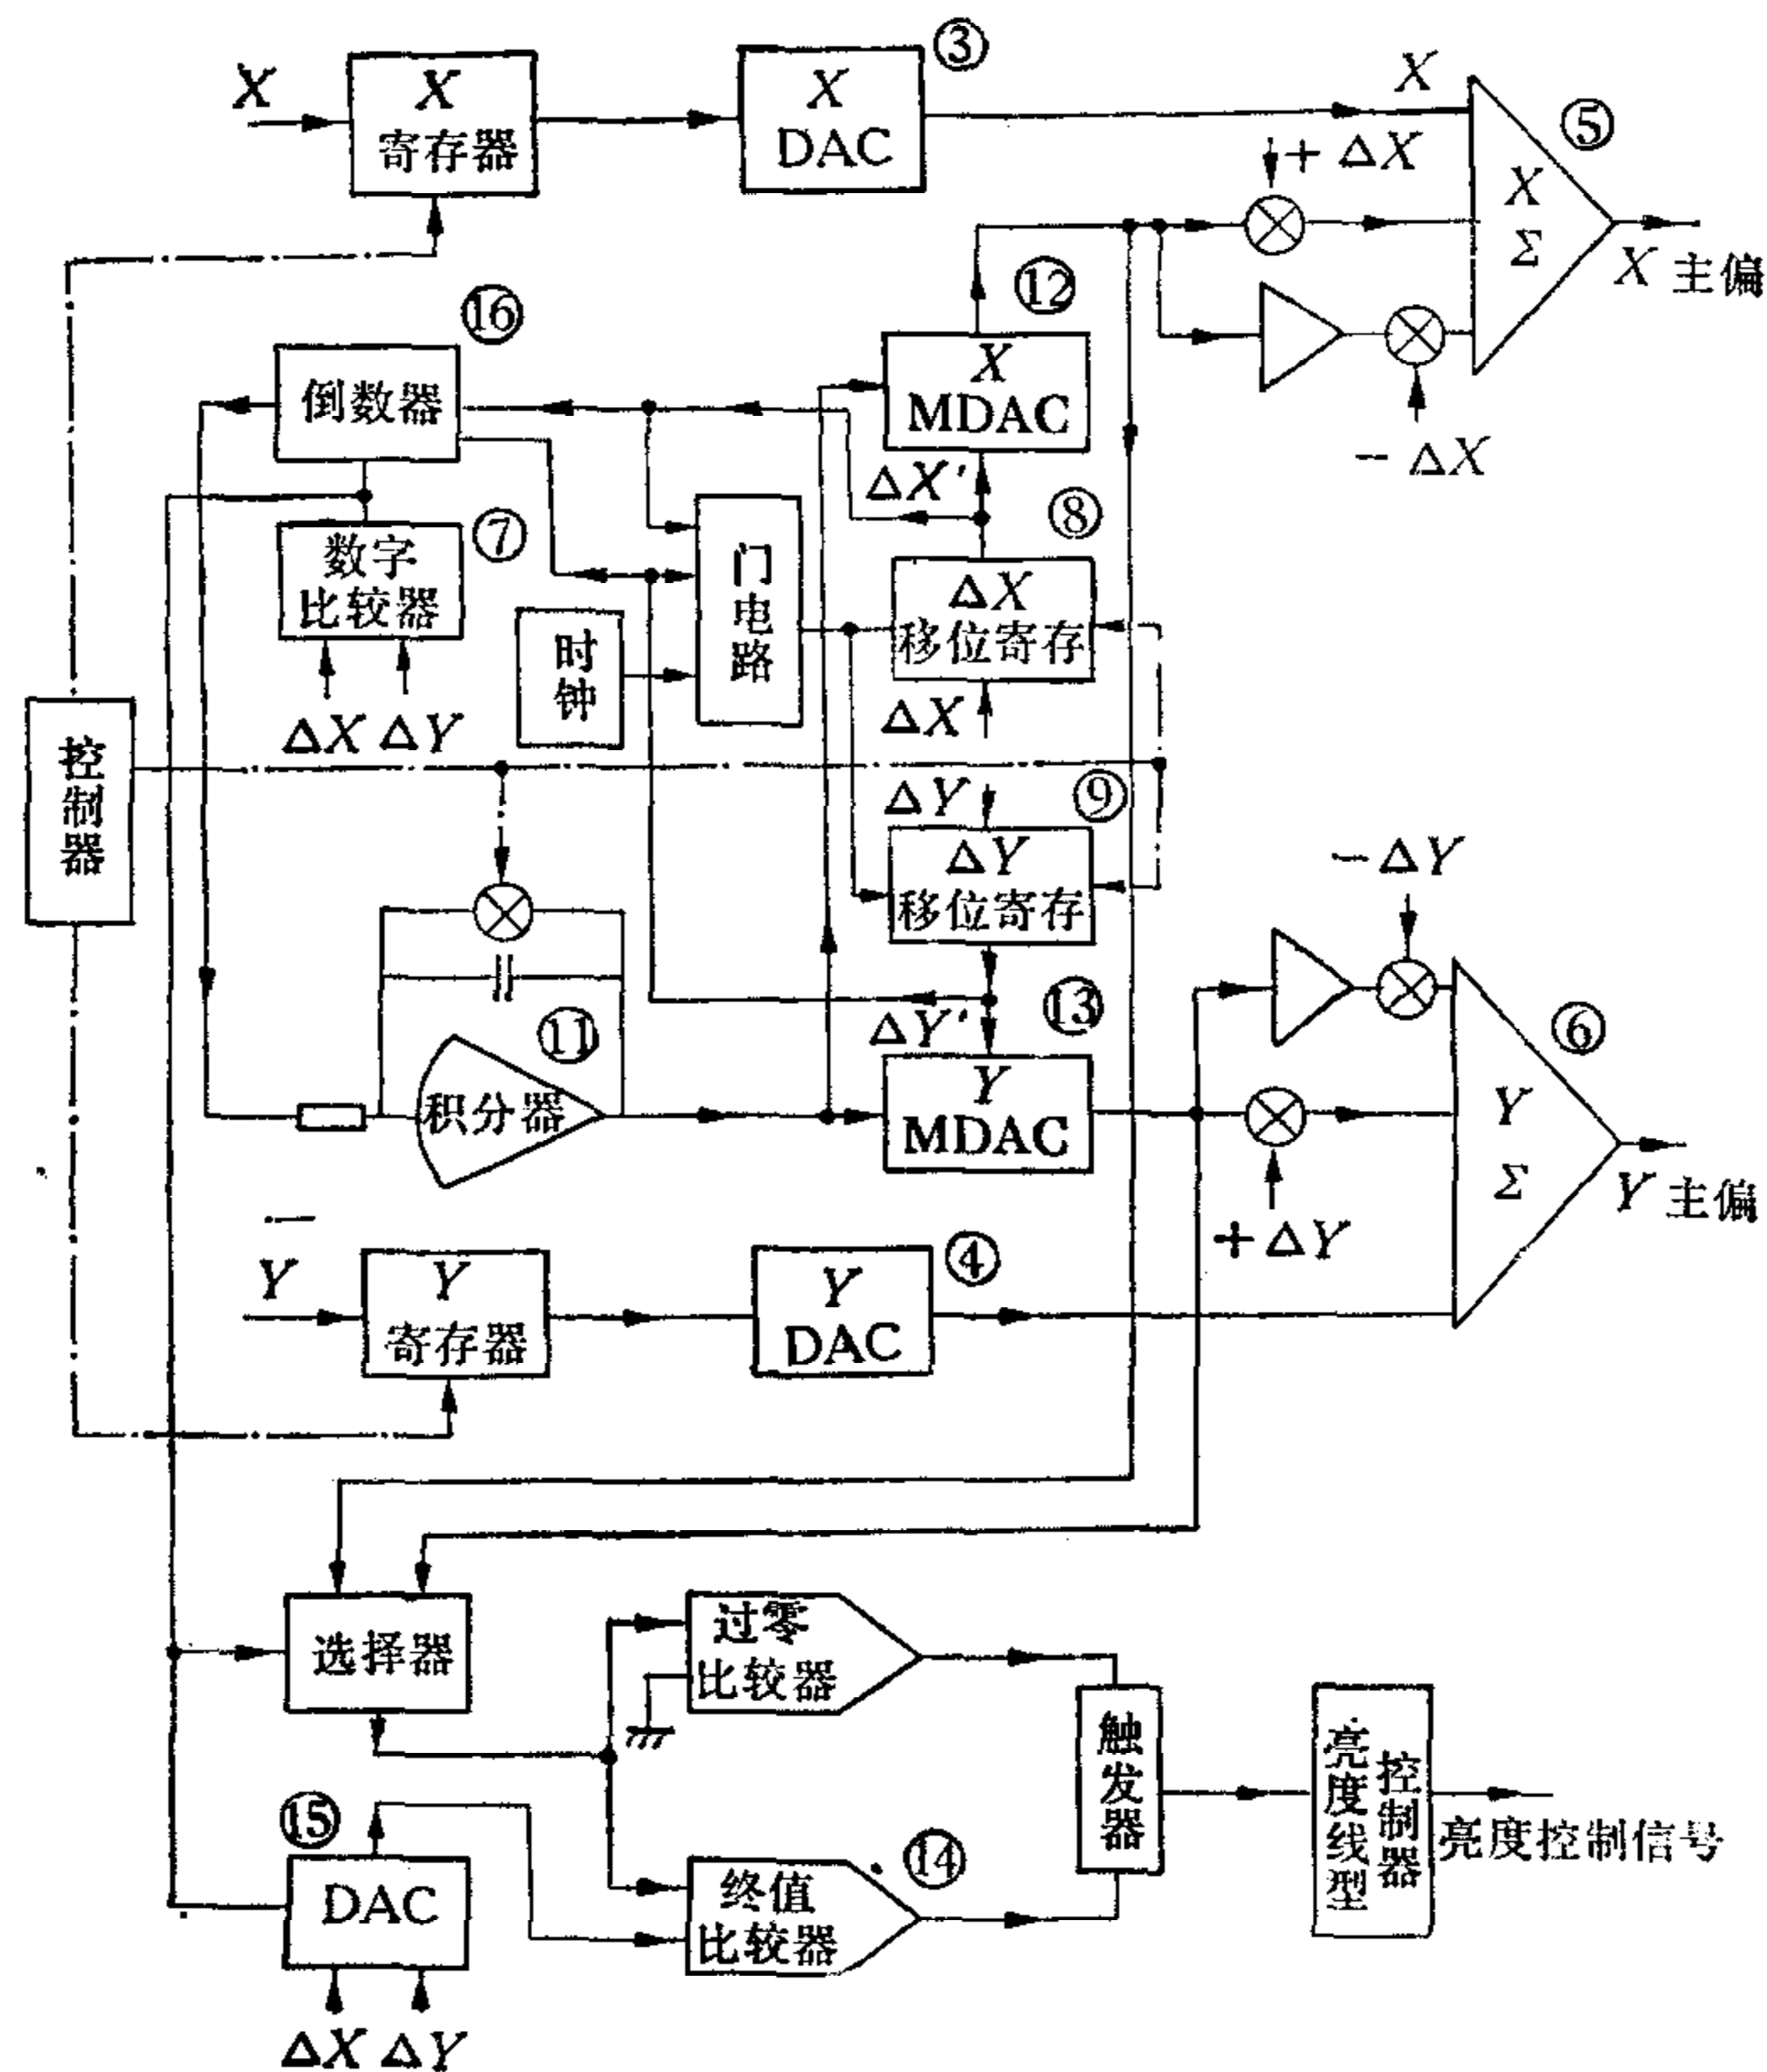 ③
X
X
寄存器
X
DAC
X
⑤
+ ΔX
X
Σ
X 主偏
⑫
⑯
X
MDAC
倒数器
− ΔX
ΔX′
⑧
⑦
数字
比较器
门
电
路
ΔX
移位寄存
时
钟
ΔX
ΔX ΔY
控
制
器
ΔY
⑨
ΔY
移位寄存
− ΔY
⑬
⑪
ΔY′
⑥
积分器
Y
MDAC
Y
Σ
Y 主偏
+ ΔY
④
Y
Y
寄存器
Y
DAC
选择器
过零
比较器
触
发
器
亮
度
线
型
控
制
器
亮度控制信号
⑮
DAC
终值
比较器
⑭
ΔX ΔY